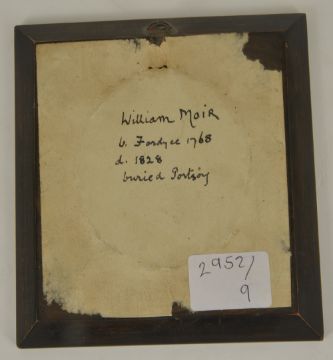 William Moir
b. Fordyce 1768
d. 1828
buried Portsoy
2952/
9